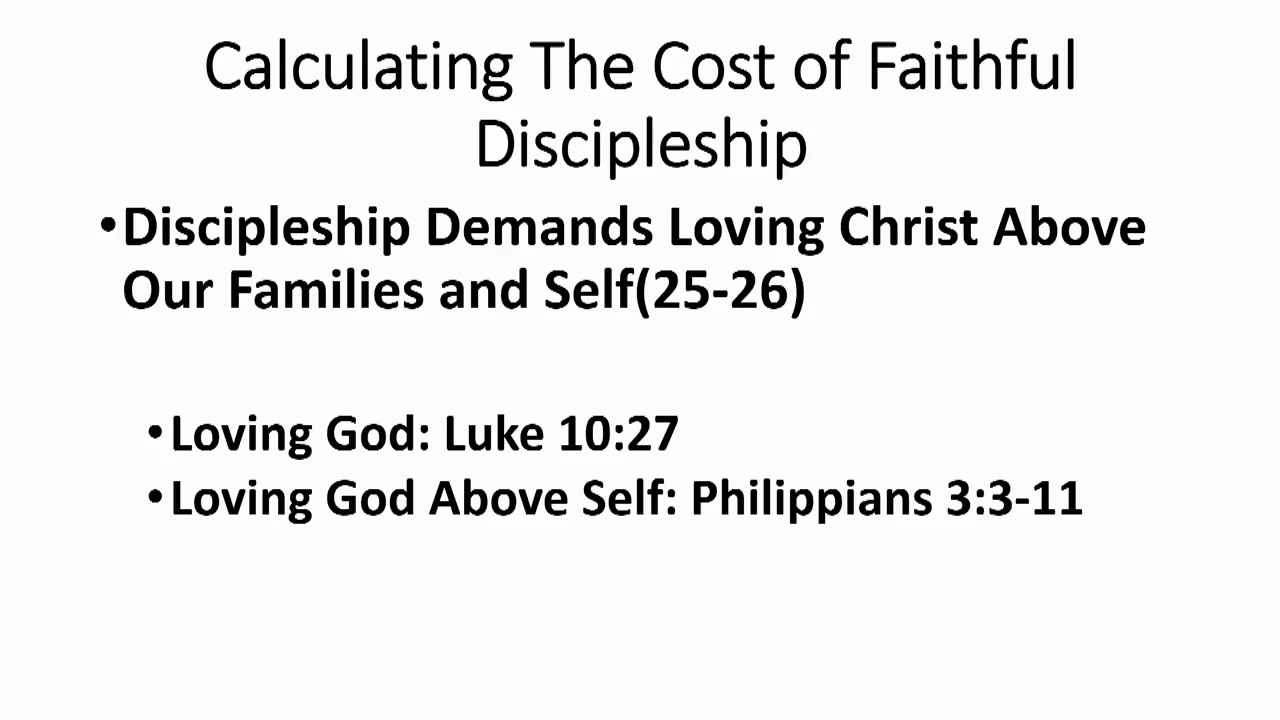 Calculating The Cost of Faithful
Discipleship
•Discipleship Demands Loving Christ Above
Our Families and Self(25-26)
•Loving God: Luke 10:27
•Loving God Above Self: Philippians 3:3-11